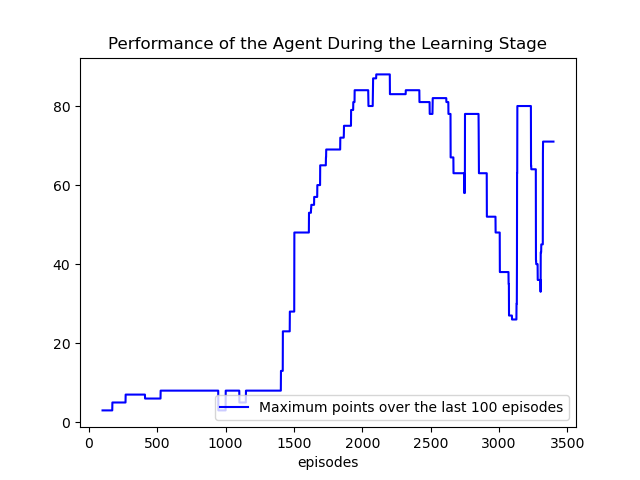 Performance of the Agent During the Learning Stage
80
60
40
20
0
Maximum points over the last 100 episodes
0 500 1000 1500 2000 2500 3000 3500
episodes